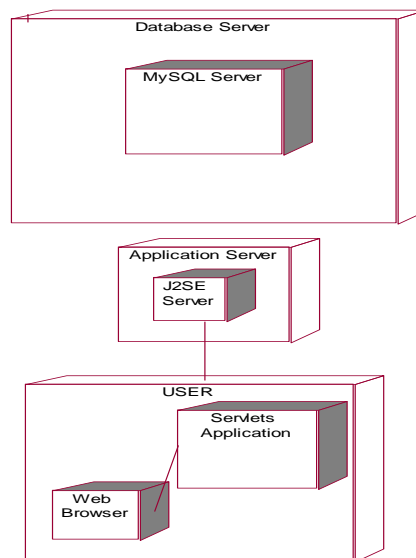 Database Server
MySQL Server
Application Server
J2SE
Server
USER
Servlets
Application
Web
Browser